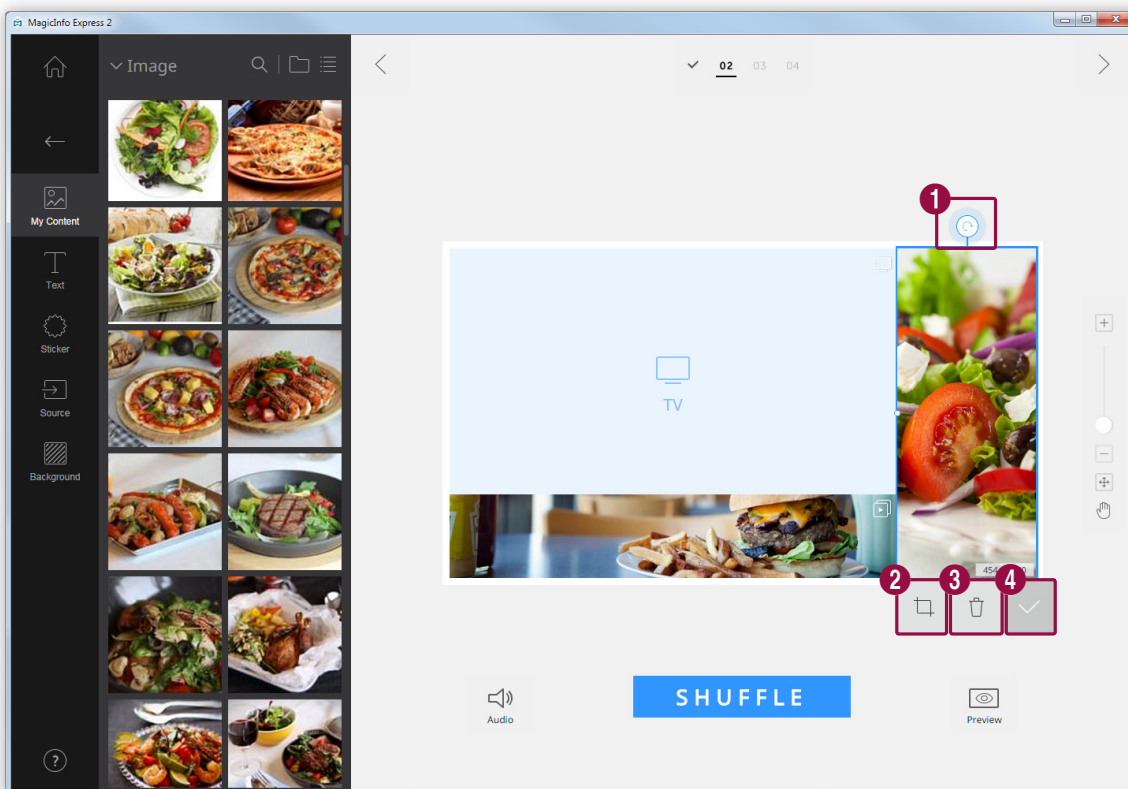 MagicInfo Express 2
Image
02 03 04
My Content
Text
Sticker
Source
Background
1
TV
2
3
4
Audio
SHUFFLE
Preview
?